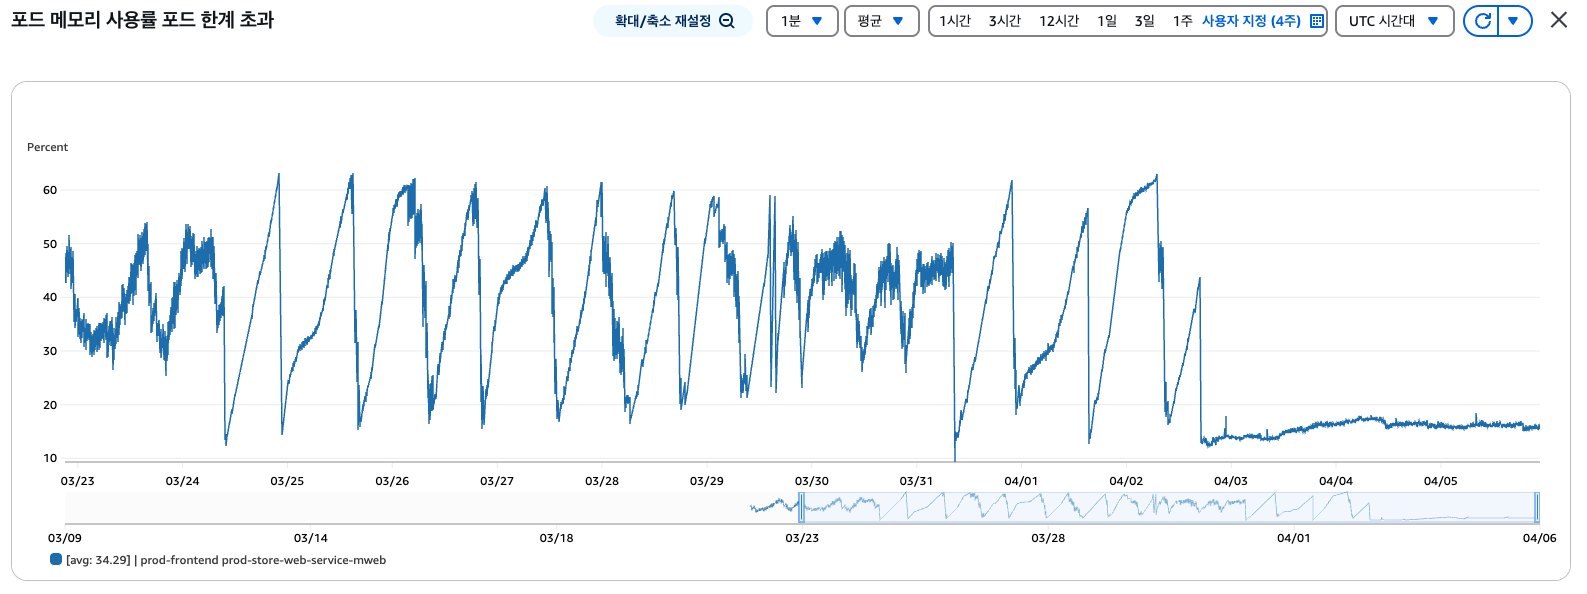 포드 메모리 사용률 포드 한계 초과
확대/축소 재설정
1분
평균
1시간 3시간 12시간 1일 3일 1주 사용자 지정 (4주)
UTC 시간대
Percent
60
50
40
30
20
10
03/23 03/24 03/25 03/26 03/27 03/28 03/29 03/30 03/31 04/01 04/02 04/03 04/04 04/05
03/09 03/14 03/18 03/23 03/28 04/01 04/06
[avg: 34.29] | prod-frontend prod-store-web-service-mweb